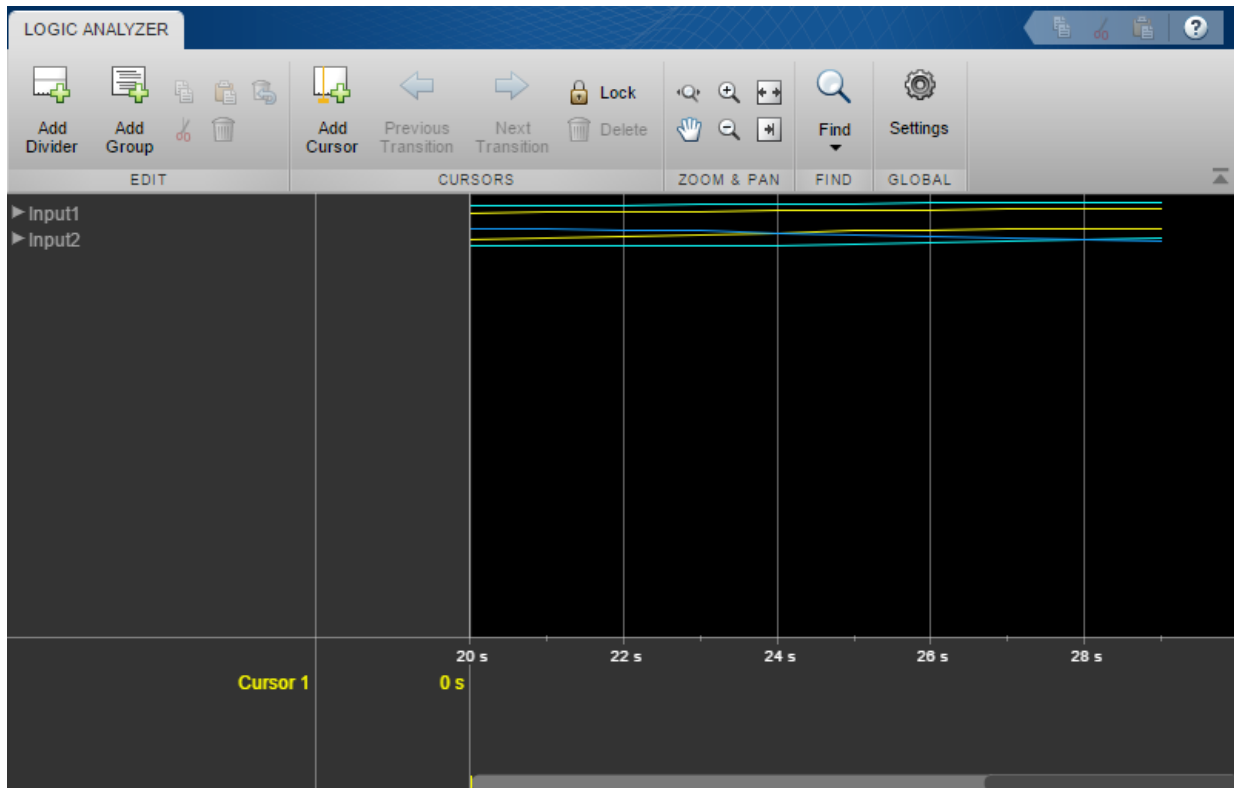 LOGIC ANALYZER
?
Lock
Add Divider
Add Group
Add Cursor
Previous Transition
Next Transition
Delete
Find
Settings
EDIT
CURSORS
ZOOM & PAN
FIND
GLOBAL
Input1
Input2
20 s
22 s
24 s
26 s
28 s
Cursor 1
0 s